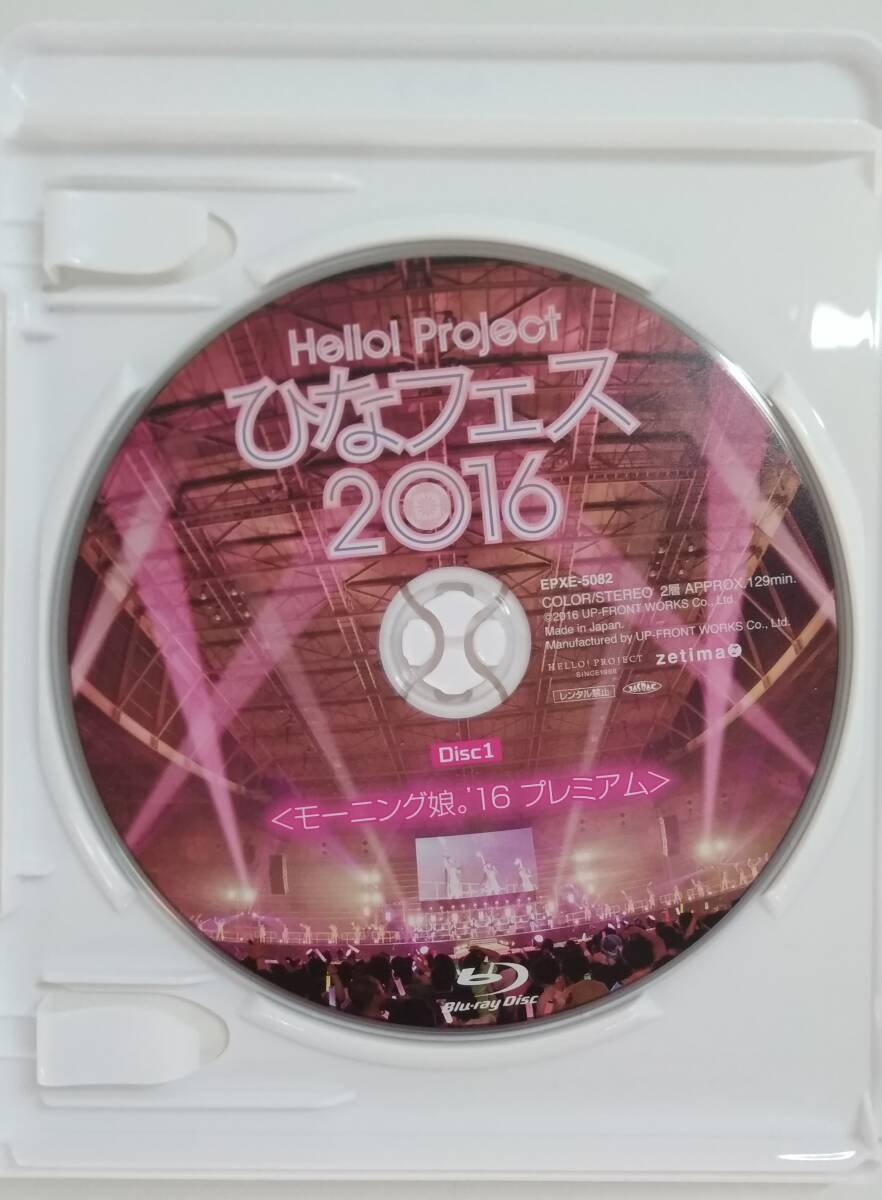 Hello! Project
ひなフェス
2016
EPXE-5082
COLOR/STEREO 2層 APPROX.129min.
©2016 UP-FRONT WORKS Co., Ltd.
Made in Japan.
Manufactured by UP-FRONT WORKS Co., Ltd.
HELLO! PROJECT
SINCE1998
zetima
レンタル禁止
JASRAC
Disc1
<モーニング娘。'16 プレミアム>
Blu-ray Disc